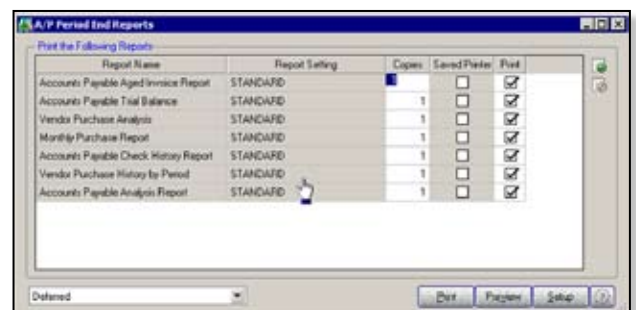 A/P Period End Reports
Print the Following Reports
Report Name Report Setting Copies Saved Printer Print
Accounts Payable Aged Invoice Report STANDARD 1
Accounts Payable Trial Balance STANDARD 1
Vendor Purchase Analysis STANDARD 1
Monthly Purchase Report STANDARD 1
Accounts Payable Check History Report STANDARD 1
Vendor Purchase History by Period STANDARD 1
Accounts Payable Analysis Report STANDARD 1
Deferred Print Preview Setup